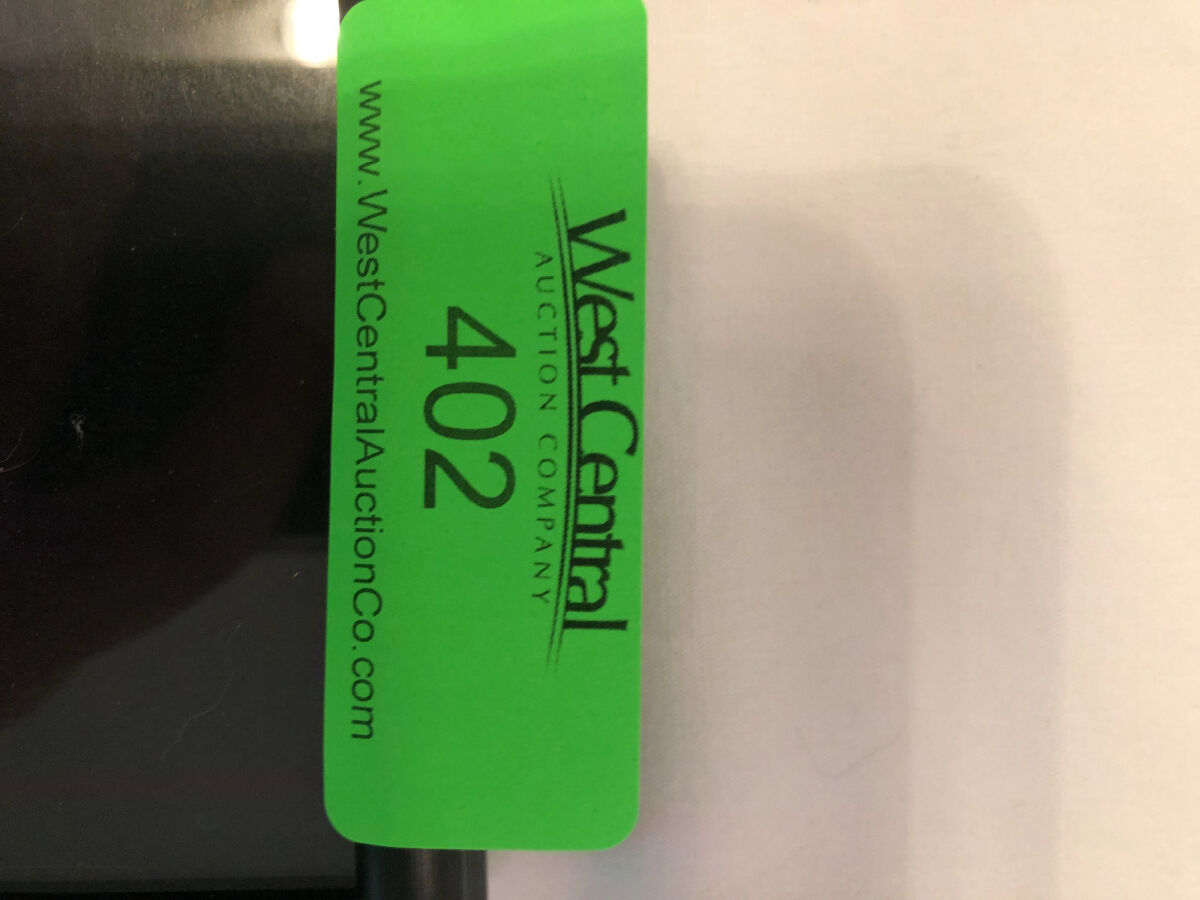 West Central
AUCTION COMPANY
402
www.WestCentralAuctionCo.com